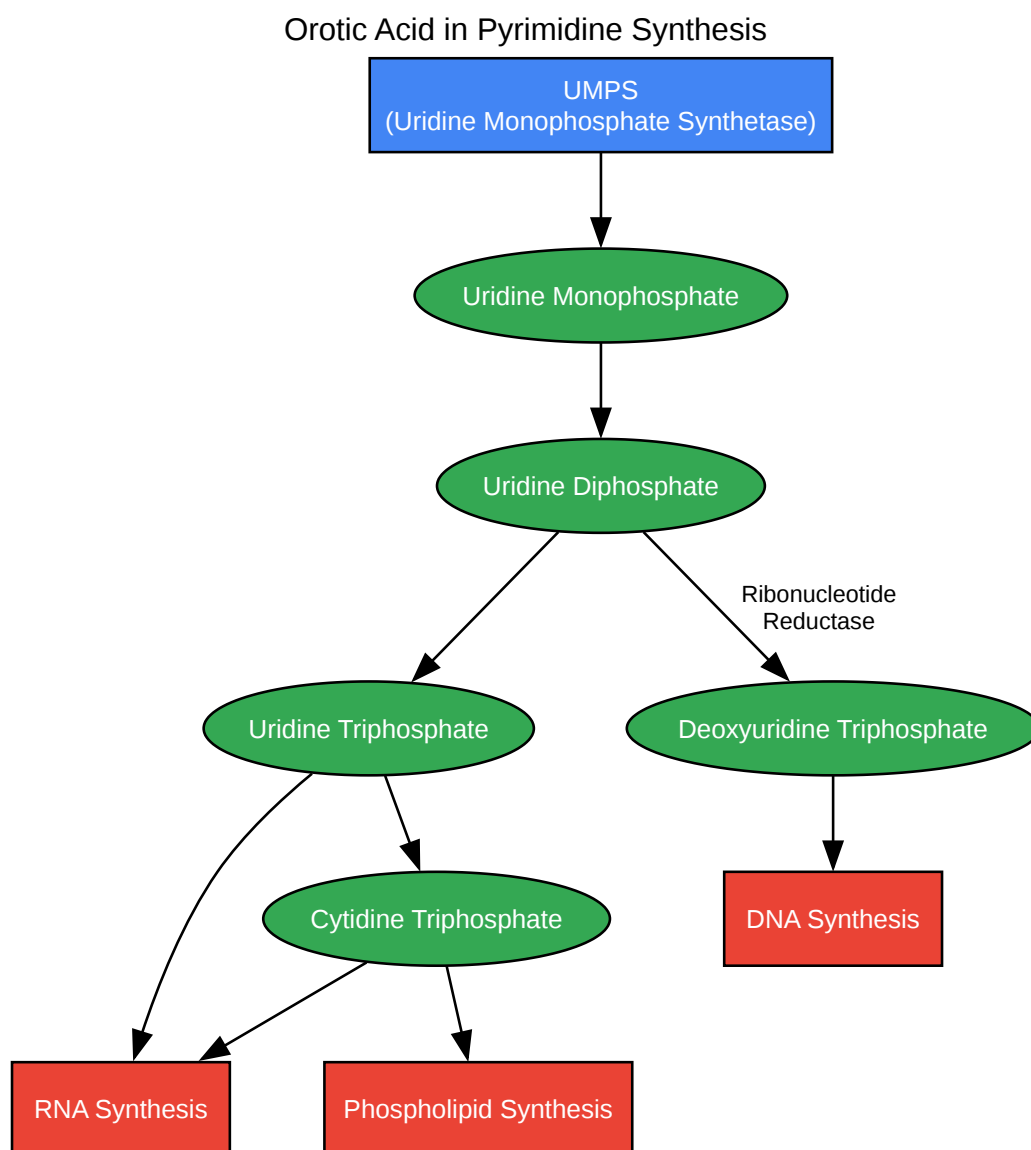 Orotic Acid in Pyrimidine Synthesis
UMPS
(Uridine Monophosphate Synthetase)
Uridine Monophosphate
Uridine Diphosphate
Ribonucleotide
Reductase
Uridine Triphosphate
Deoxyuridine Triphosphate
Cytidine Triphosphate
DNA Synthesis
RNA Synthesis
Phospholipid Synthesis